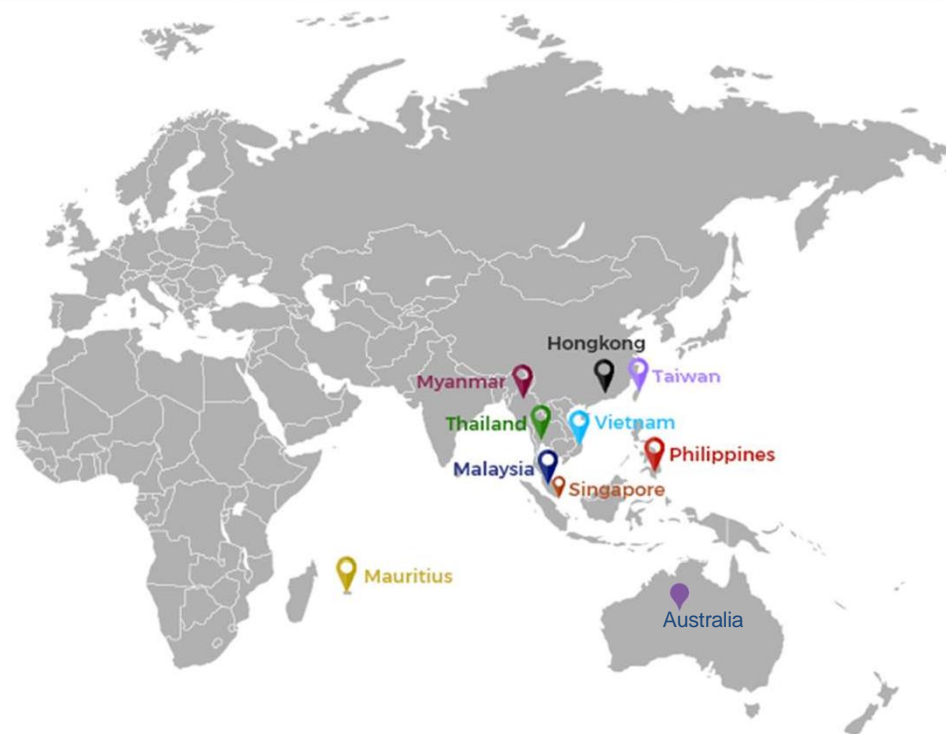 Hongkong
Myanmar
Taiwan
Thailand
Vietnam
Malaysia
Philippines
Singapore
Mauritius
Australia